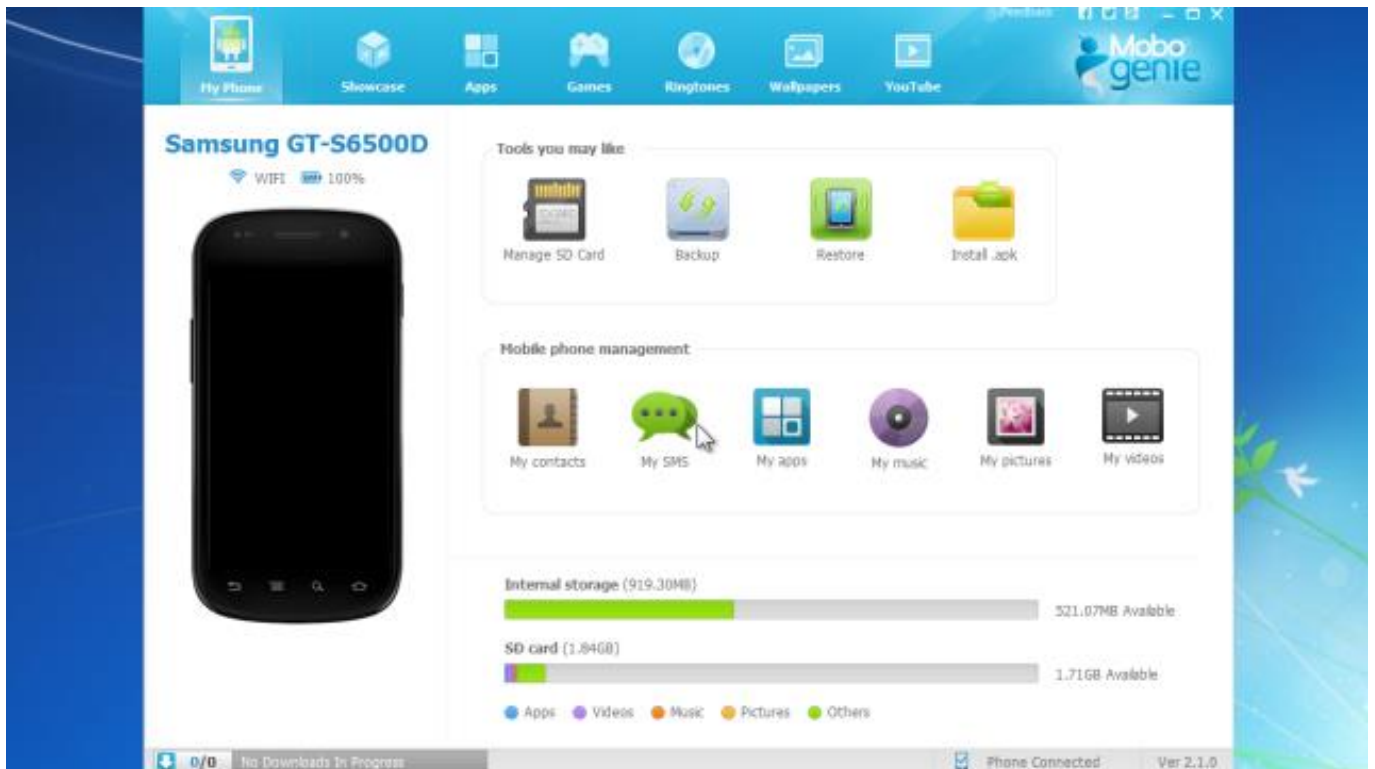 Feedback
My Phone Showcase Apps Games Ringtones Wallpapers YouTube
Mobo
genie
Samsung GT-S6500D
WIFI 100%
Tools you may like
Manage SD Card Backup Restore Install .apk
Mobile phone management
My contacts My SMS My apps My music My pictures My videos
Internal storage (919.30MB)
521.07MB Available
SD card (1.84GB)
1.71GB Available
Apps Videos Music Pictures Others
0/0 No Downloads In Progress Phone Connected Ver 2.1.0